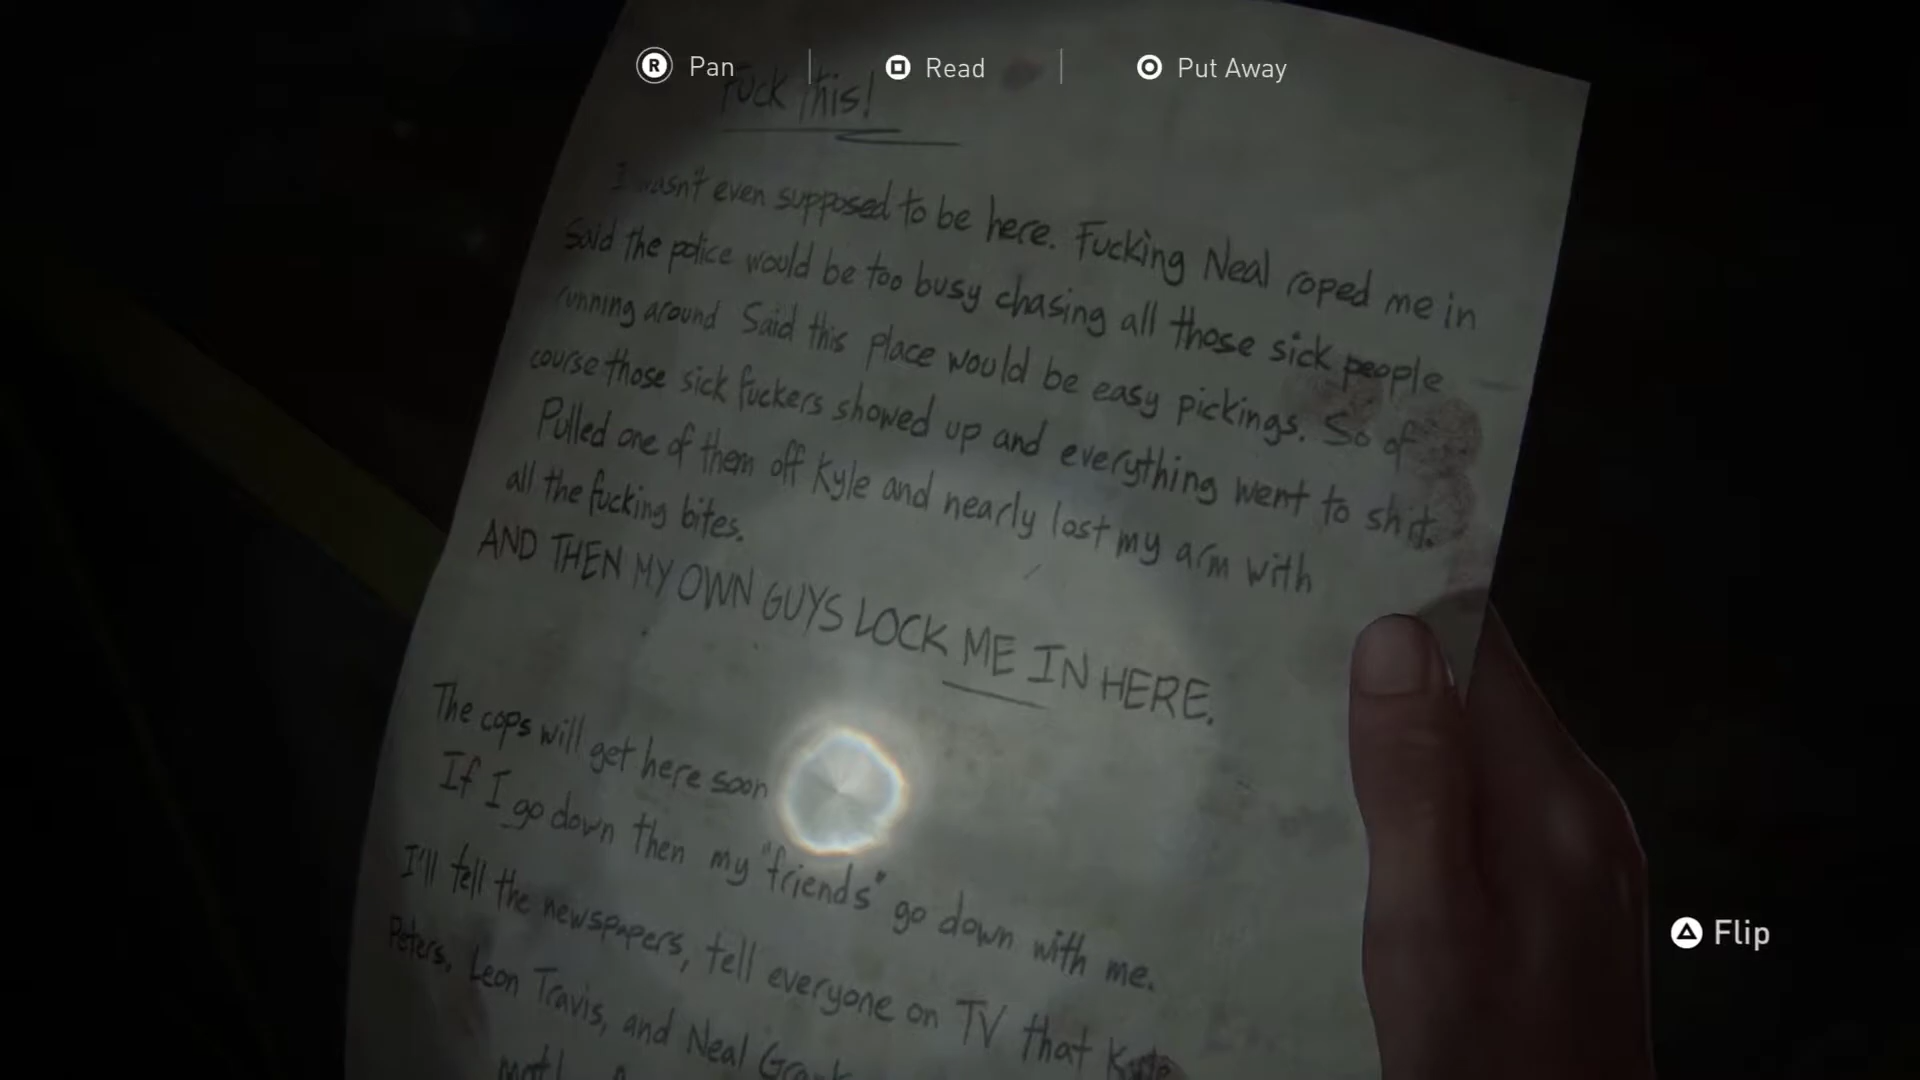 R Pan
Read
Put Away
Fuck this!
I wasn't even supposed to be here. Fucking Neal roped me in
Said the police would be too busy chasing all those sick people
running around Said this place would be easy pickings. So of
course those sick fuckers showed up and everything went to shit.
Pulled one of them off Kyle and nearly lost my arm with
all the fucking bites.
AND THEN MY OWN GUYS LOCK ME IN HERE.
The cops will get here soon
If I go down then my "friends" go down with me.
I'll tell the newspapers, tell everyone on TV that Kyle
Peters, Leon Travis, and Neal
Flip